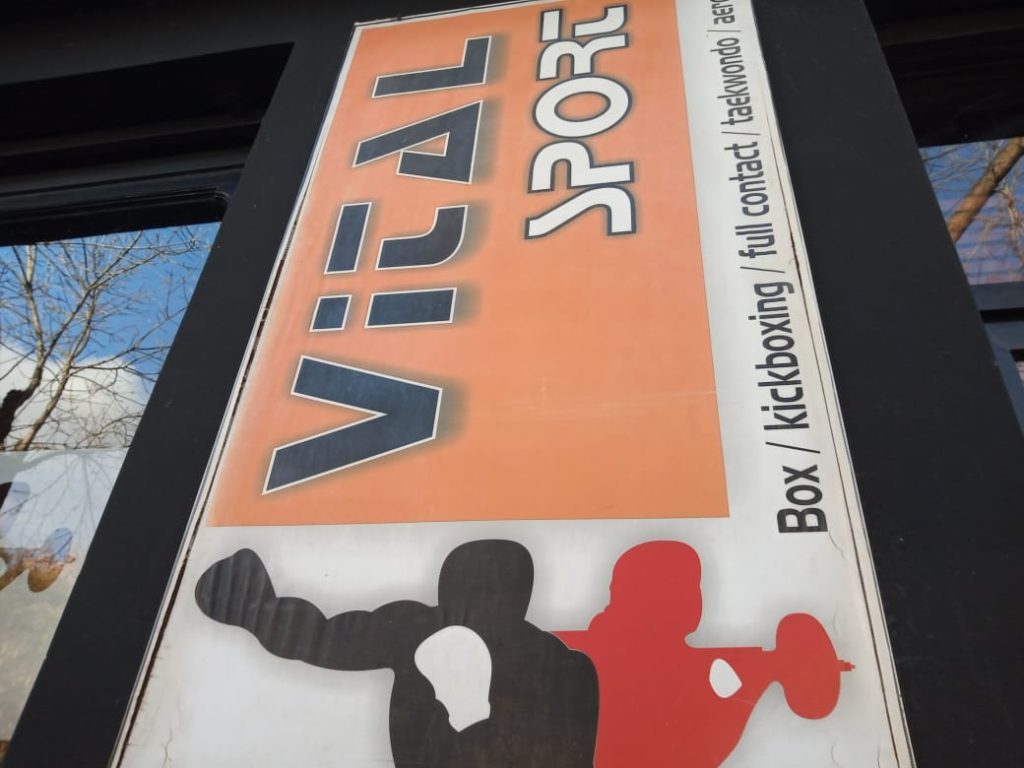 ViTAL
SPORT
Box / kickboxing / full contact / taekwondo /